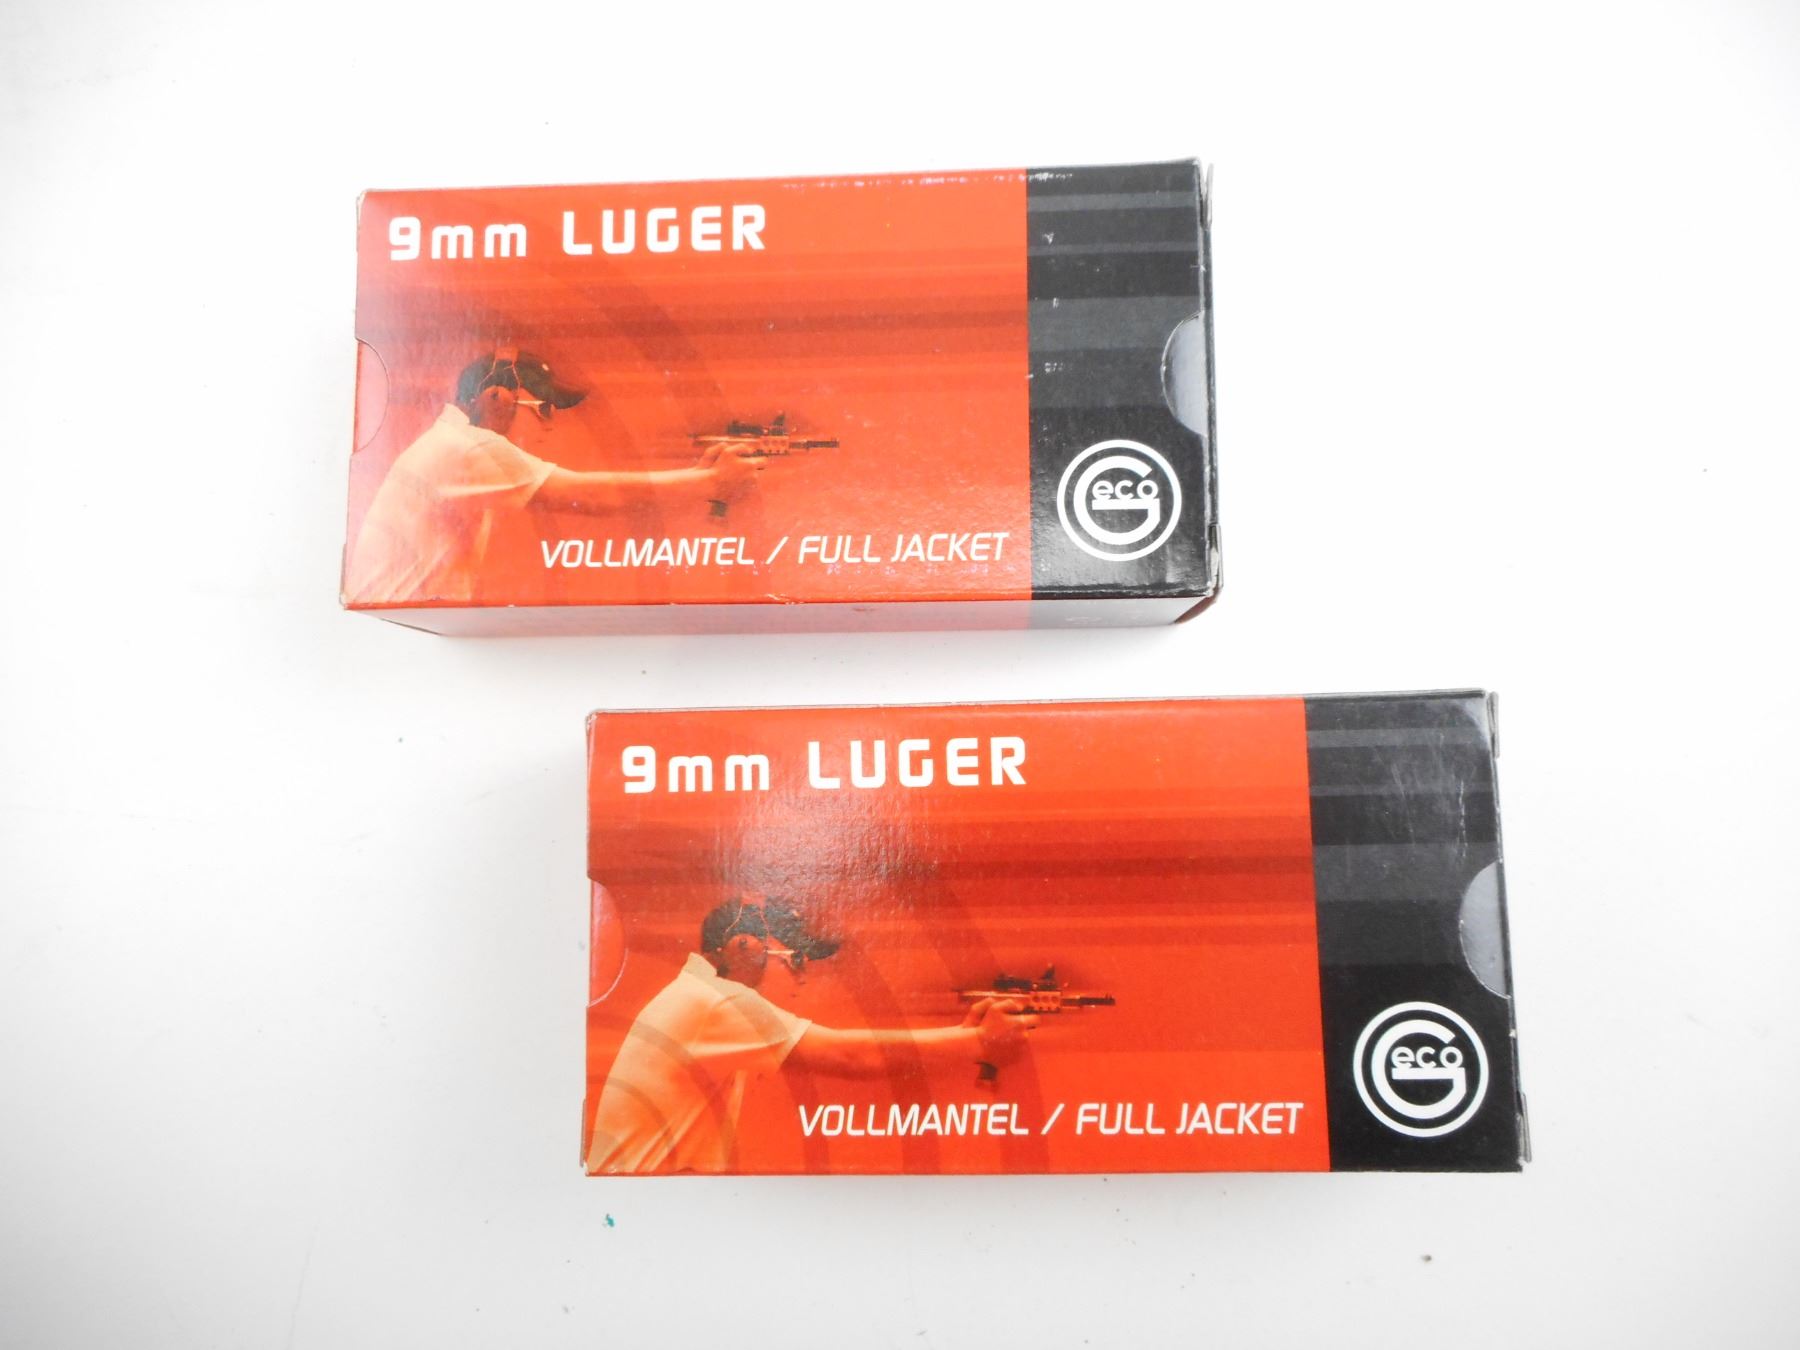 9mm LUGER
VOLLMANTEL / FULL JACKET
Geco
9mm LUGER
VOLLMANTEL / FULL JACKET
Geco